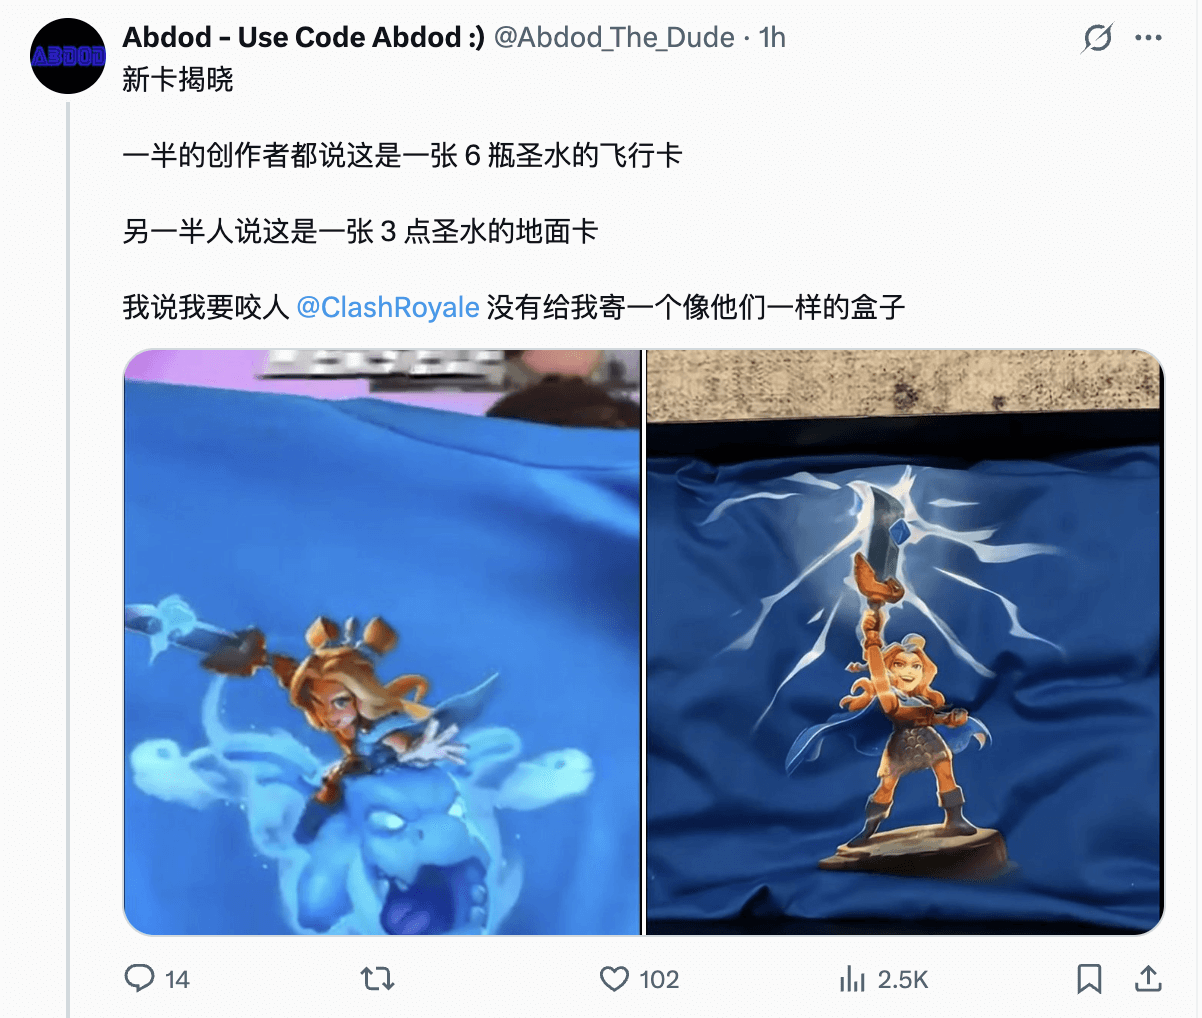 ABDOD
Abdod - Use Code Abdod :) @Abdod_The_Dude · 1h
新卡揭晓
一半的创作者都说这是一张 6 瓶圣水的飞行卡
另一半人说这是一张 3 点圣水的地面卡
我说我要咬人 @ClashRoyale 没有给我寄一个像他们一样的盒子
14
102
2.5K